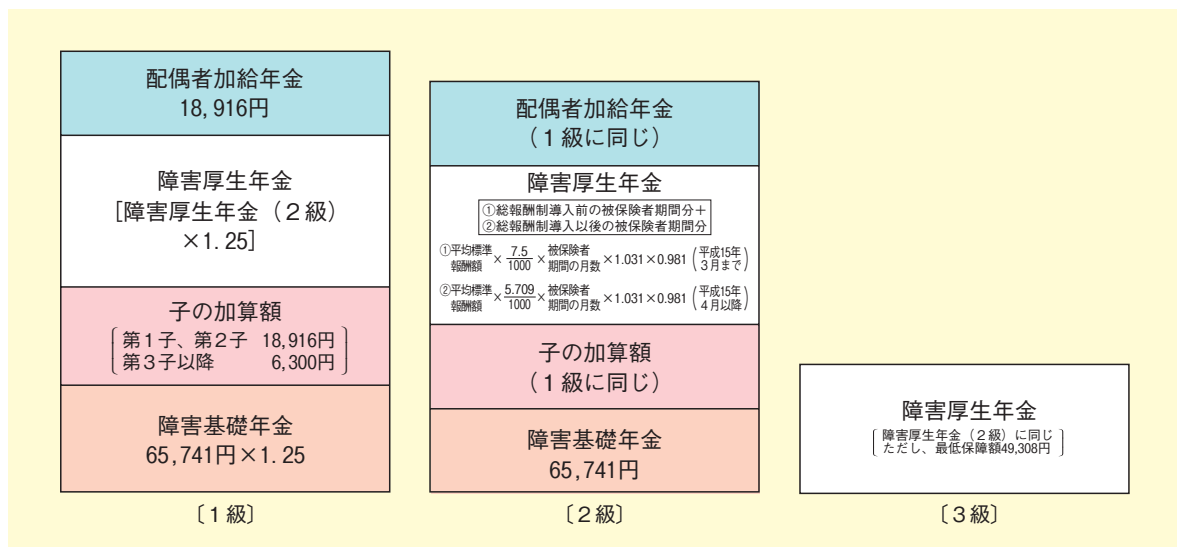 配偶者加給年金
18,916円
障害厚生年金
[障害厚生年金（2級）
×1.25]
子の加算額
第1子、第2子 18,916円
第3子以降 6,300円
障害基礎年金
65,741円×1.25
〔1級〕
配偶者加給年金
（1級に同じ）
障害厚生年金
①総報酬制導入前の被保険者期間分＋
②総報酬制導入以後の被保険者期間分
①平均標準報酬額×7.5/1000×被保険者期間の月数×1.031×0.981（平成15年3月まで）
②平均標準報酬額×5.709/1000×被保険者期間の月数×1.031×0.981（平成15年4月以降）
子の加算額
（1級に同じ）
障害基礎年金
65,741円
〔2級〕
障害厚生年金
障害厚生年金（2級）に同じ
ただし、最低保障額49,308円
〔3級〕